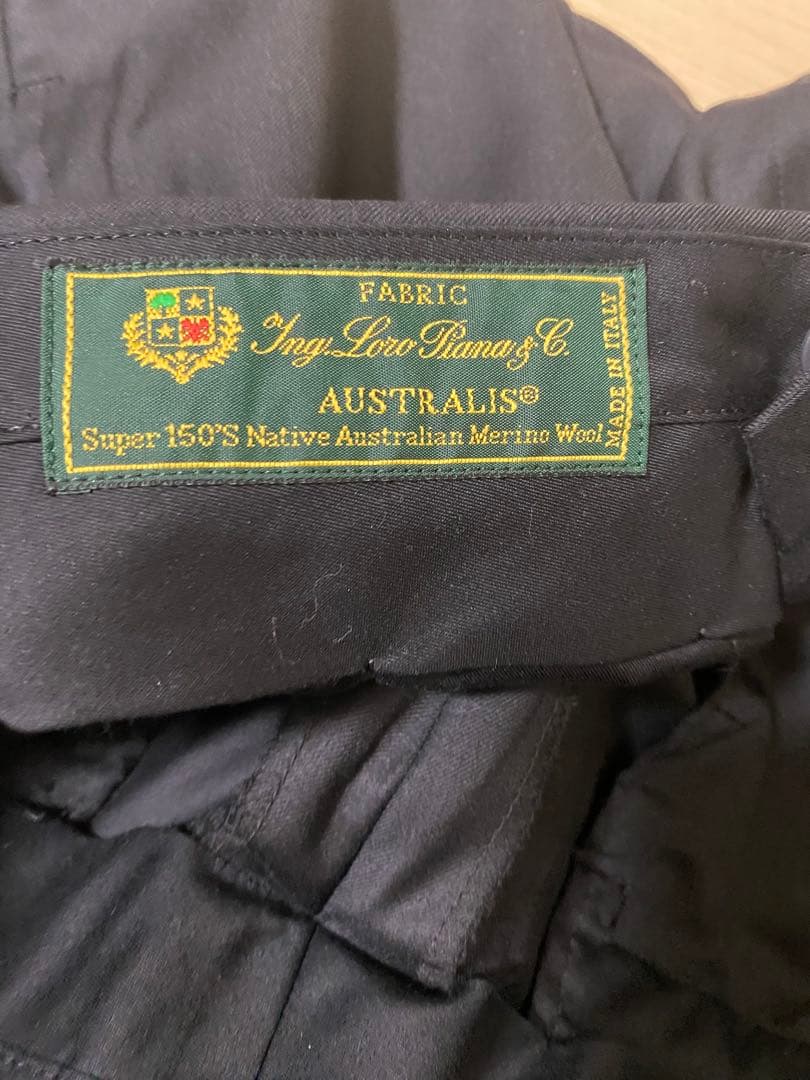 FABRIC
Ing. Loro Piana & C.
AUSTRALIS®
Super 150'S Native Australian Merino Wool
MADE IN ITALY